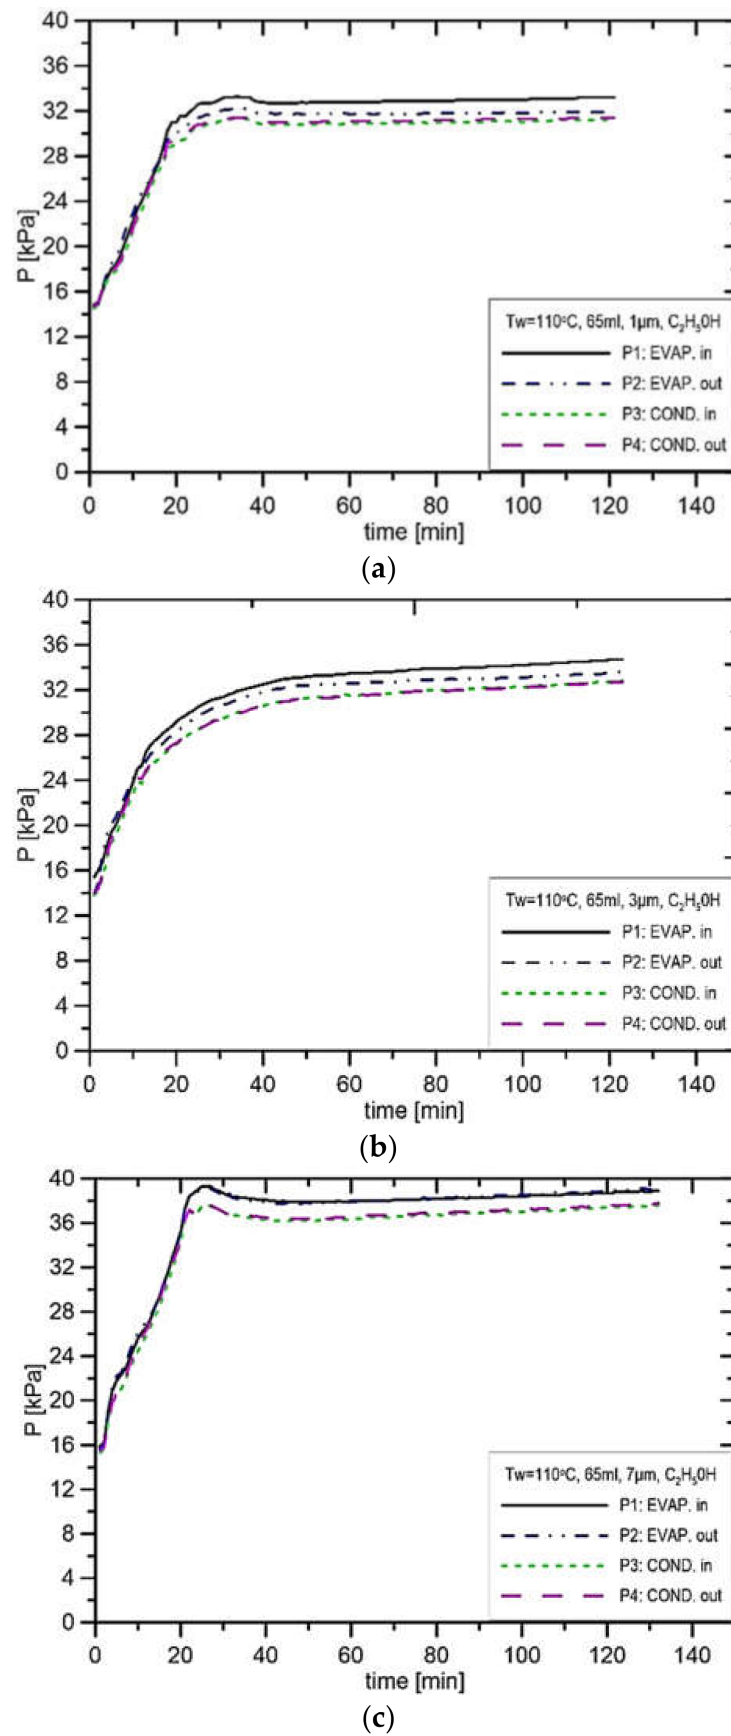 40
36
32
28
24
20
16
12
8
4
0
P [kPa]
Tw=110°C, 65ml, 1µm, C₂H₅0H
P1: EVAP. in
P2: EVAP. out
P3: COND. in
P4: COND. out
0 20 40 60 80 100 120 140
time [min]
(a)
40
36
32
28
24
20
16
12
8
4
0
P [kPa]
Tw=110°C, 65ml, 3µm, C₂H₅0H
P1: EVAP. in
P2: EVAP. out
P3: COND. in
P4: COND. out
0 20 40 60 80 100 120 140
time [min]
(b)
40
36
32
28
24
20
16
12
8
4
0
P [kPa]
Tw=110°C, 65ml, 7µm, C₂H₅0H
P1: EVAP. in
P2: EVAP. out
P3: COND. in
P4: COND. out
0 20 40 60 80 100 120 140
time [min]
(c)